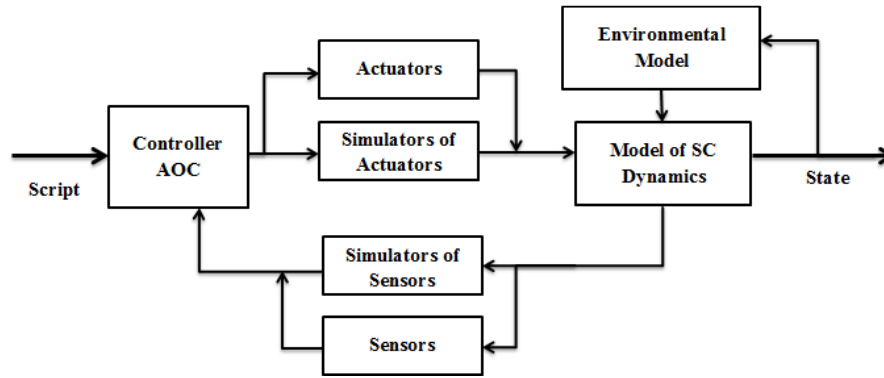 Environmental
Model
Actuators
Controller
AOC
Simulators of
Actuators
Model of SC
Dynamics
Script
State
Simulators of
Sensors
Sensors